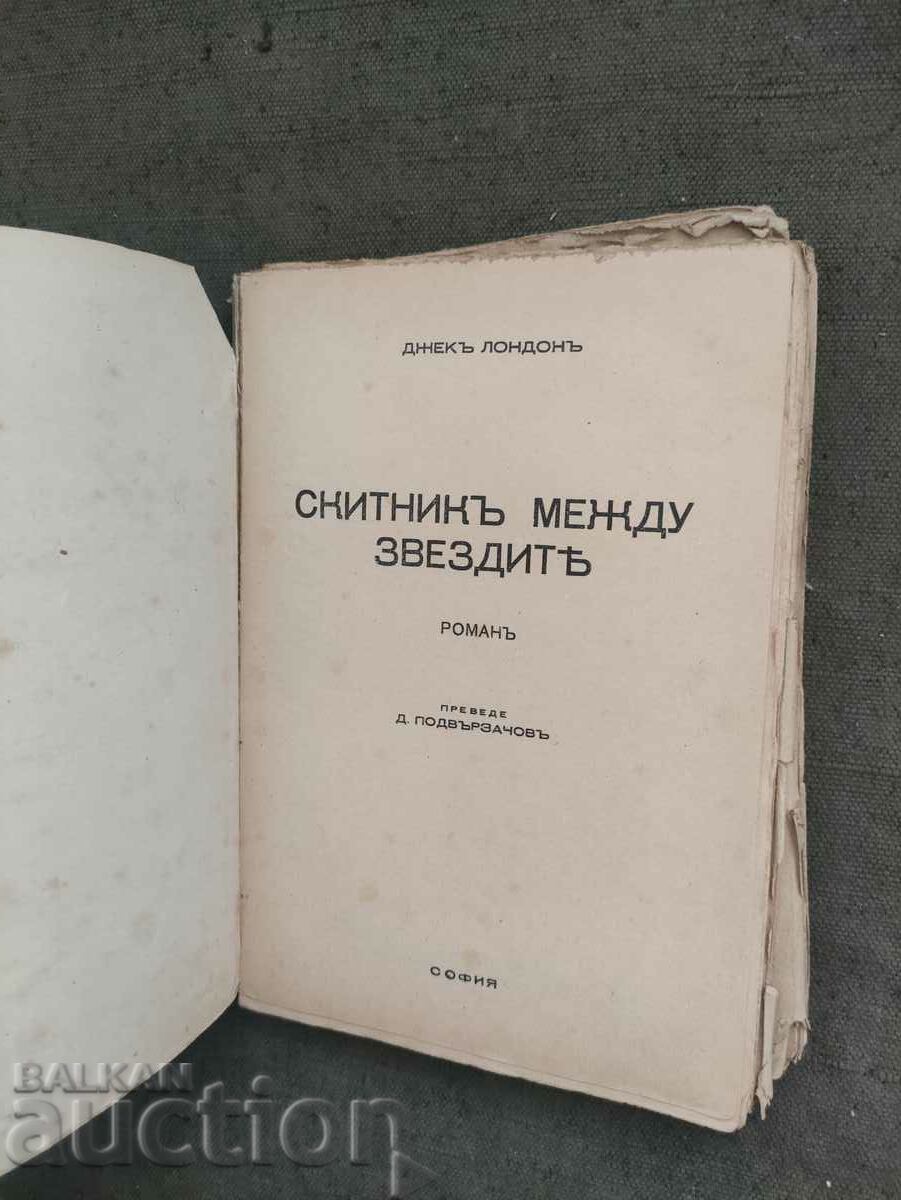 ДЖЕКЪ ЛОНДОНЪ
СКИТНИКЪ МЕЖДУ
ЗВЕЗДИТѢ
РОМАНЪ
ПРЕВЕДЕ
Д. ПОДВЪРЗАЧОВЪ
СОФИЯ
BALKAN
auction